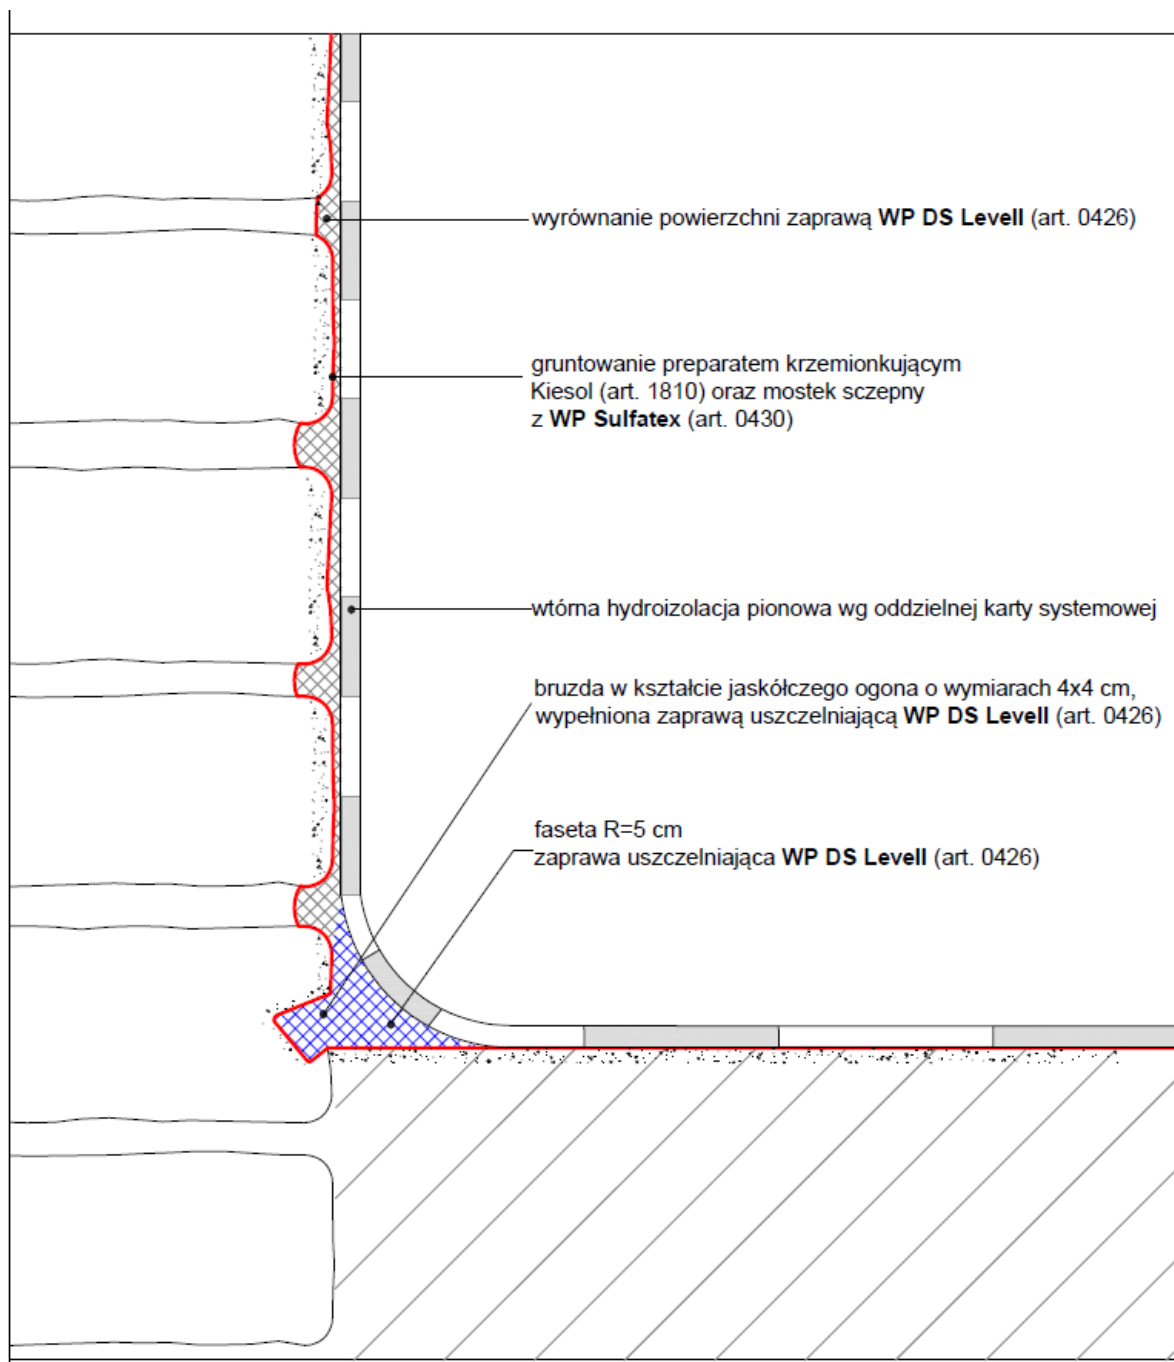 wyrównanie powierzchni zaprawą WP DS Levell (art. 0426)
gruntowanie preparatem krzemionkującym
Kiesol (art. 1810) oraz mostek sczepny
z WP Sulfatex (art. 0430)
wtórna hydroizolacja pionowa wg oddzielnej karty systemowej
bruzda w kształcie jaskółczego ogona o wymiarach 4x4 cm,
wypełniona zaprawą uszczelniającą WP DS Levell (art. 0426)
faseta R=5 cm
zaprawa uszczelniająca WP DS Levell (art. 0426)